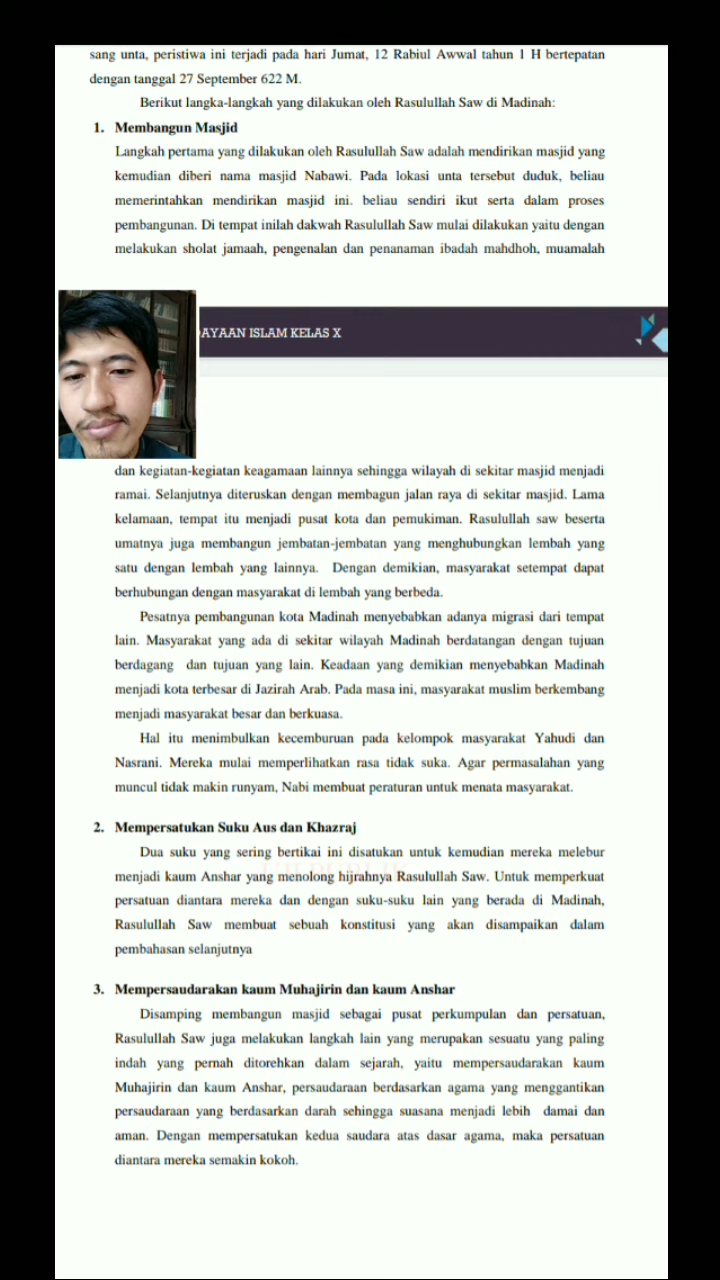 sang unta, peristiwa ini terjadi pada hari Jumat, 12 Rabiul Awwal tahun 1 H bertepatan
dengan tanggal 27 September 622 M.
Berikut langka-langkah yang dilakukan oleh Rasulullah Saw di Madinah:
1. Membangun Masjid
Langkah pertama yang dilakukan oleh Rasulullah Saw adalah mendirikan masjid yang
kemudian diberi nama masjid Nabawi. Pada lokasi unta tersebut duduk, beliau
memerintahkan mendirikan masjid ini. beliau sendiri ikut serta dalam proses
pembangunan. Di tempat inilah dakwah Rasulullah Saw mulai dilakukan yaitu dengan
melakukan sholat jamaah, pengenalan dan penanaman ibadah mahdhoh, muamalah
AYAAN ISLAM KELAS X
dan kegiatan-kegiatan keagamaan lainnya sehingga wilayah di sekitar masjid menjadi
ramai. Selanjutnya diteruskan dengan membagun jalan raya di sekitar masjid. Lama
kelamaan, tempat itu menjadi pusat kota dan pemukiman. Rasulullah saw beserta
umatnya juga membangun jembatan-jembatan yang menghubungkan lembah yang
satu dengan lembah yang lainnya. Dengan demikian, masyarakat setempat dapat
berhubungan dengan masyarakat di lembah yang berbeda.
Pesatnya pembangunan kota Madinah menyebabkan adanya migrasi dari tempat
lain. Masyarakat yang ada di sekitar wilayah Madinah berdatangan dengan tujuan
berdagang dan tujuan yang lain. Keadaan yang demikian menyebabkan Madinah
menjadi kota terbesar di Jazirah Arab. Pada masa ini, masyarakat muslim berkembang
menjadi masyarakat besar dan berkuasa.
Hal itu menimbulkan kecemburuan pada kelompok masyarakat Yahudi dan
Nasrani. Mereka mulai memperlihatkan rasa tidak suka. Agar permasalahan yang
muncul tidak makin runyam, Nabi membuat peraturan untuk menata masyarakat.
2. Mempersatukan Suku Aus dan Khazraj
Dua suku yang sering bertikai ini disatukan untuk kemudian mereka melebur
menjadi kaum Anshar yang menolong hijrahnya Rasulullah Saw. Untuk memperkuat
persatuan diantara mereka dan dengan suku-suku lain yang berada di Madinah,
Rasulullah Saw membuat sebuah konstitusi yang akan disampaikan dalam
pembahasan selanjutnya
3. Mempersaudarakan kaum Muhajirin dan kaum Anshar
Disamping membangun masjid sebagai pusat perkumpulan dan persatuan,
Rasulullah Saw juga melakukan langkah lain yang merupakan sesuatu yang paling
indah yang pernah ditorehkan dalam sejarah, yaitu mempersaudarakan kaum
Muhajirin dan kaum Anshar, persaudaraan berdasarkan agama yang menggantikan
persaudaraan yang berdasarkan darah sehingga suasana menjadi lebih damai dan
aman. Dengan mempersatukan kedua saudara atas dasar agama, maka persatuan
diantara mereka semakin kokoh.